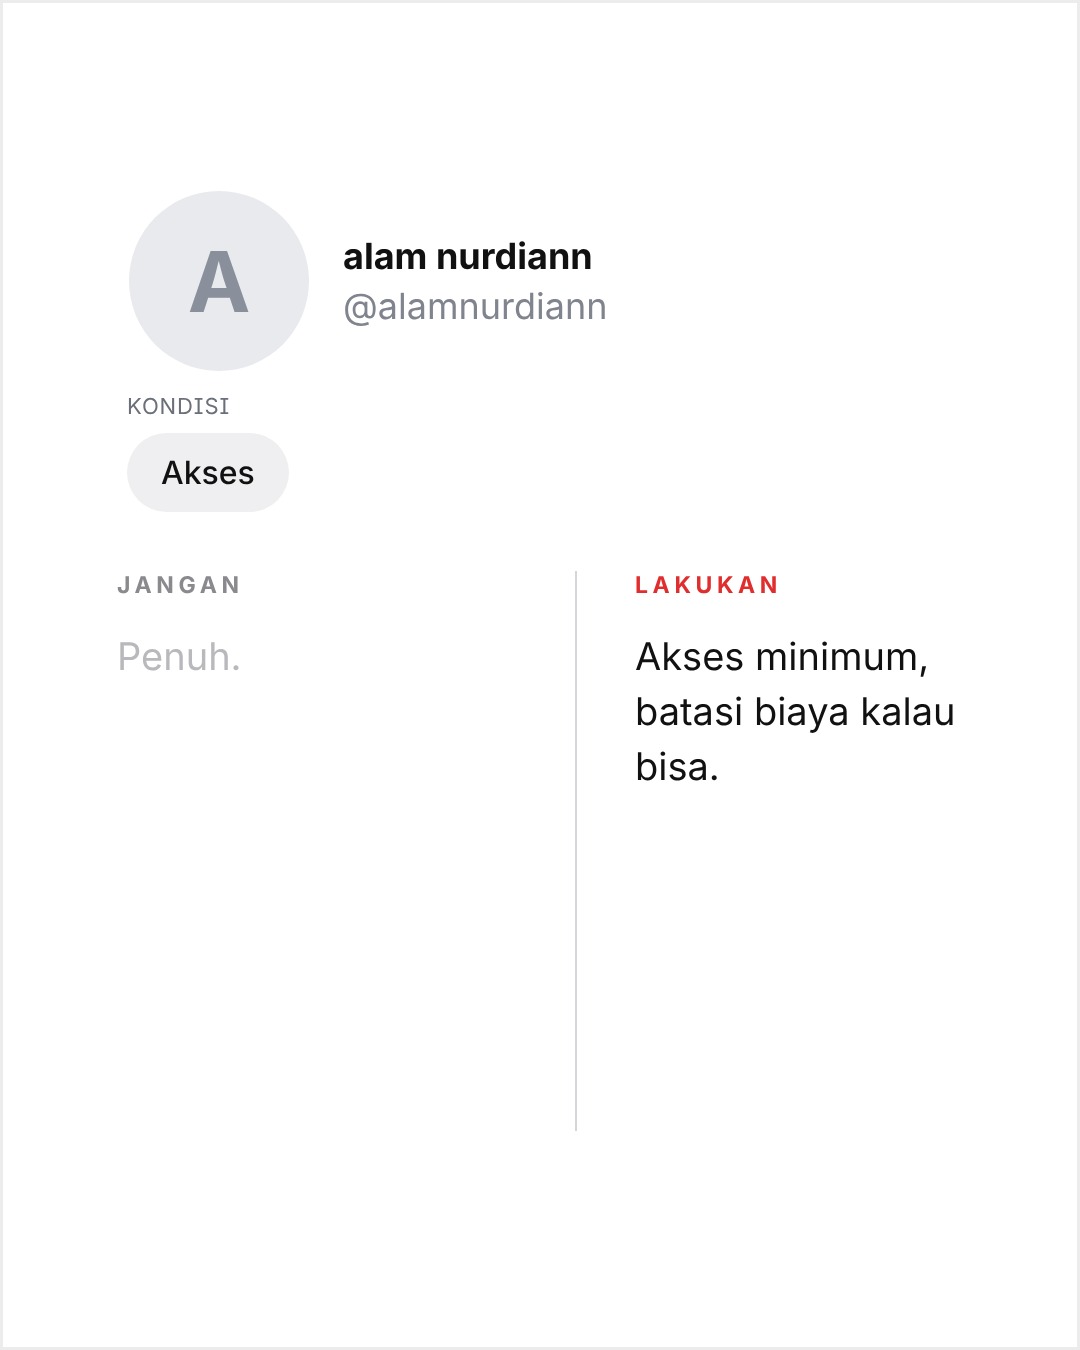 A
alam nurdiann
@alamnurdiann
KONDISI
Akses
JANGAN
Penuh.
LAKUKAN
Akses minimum,
batasi biaya kalau
bisa.